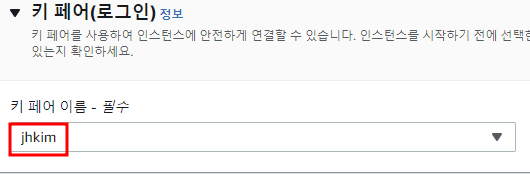 키 페어(로그인) 정보
키 페어를 사용하여 인스턴스에 안전하게 연결할 수 있습니다. 인스턴스를 시작하기 전에 선택한
있는지 확인하세요.
키 페어 이름 - 필수
jhkim